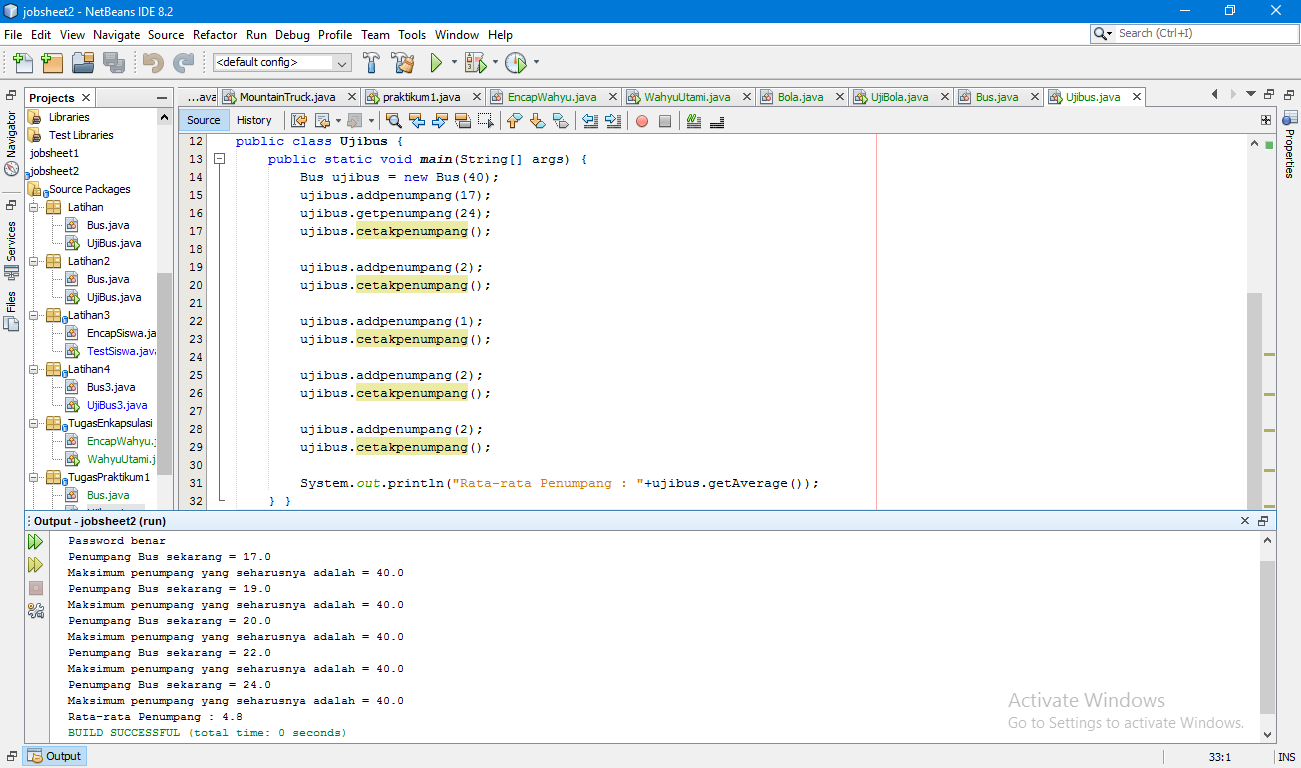 jobsheet2 - NetBeans IDE 8.2
File Edit View Navigate Source Refactor Run Debug Profile Team Tools Window Help
Search (Ctrl+I)
<default config>
Projects
...ava MountainTruck.java praktikum1.java EncapWahyu.java WahyuUtami.java Bola.java UjiBola.java Bus.java Ujibus.java
Source History
Navigator
Services
Files
Libraries
Test Libraries
jobsheet1
jobsheet2
Source Packages
Latihan
Bus.java
UjiBus.java
Latihan2
Bus.java
UjiBus.java
Latihan3
EncapSiswa.ja
TestSiswa.java
Latihan4
Bus3.java
UjiBus3.java
TugasEnkapsulasi
EncapWahyu.j
WahyuUtami.j
TugasPraktikum1
Bus.java
12 public class Ujibus {
13 public static void main(String[] args) {
14 Bus ujibus = new Bus(40);
15 ujibus.addpenumpang(17);
16 ujibus.getpenumpang(24);
17 ujibus.cetakpenumpang();
18
19 ujibus.addpenumpang(2);
20 ujibus.cetakpenumpang();
21
22 ujibus.addpenumpang(1);
23 ujibus.cetakpenumpang();
24
25 ujibus.addpenumpang(2);
26 ujibus.cetakpenumpang();
27
28 ujibus.addpenumpang(2);
29 ujibus.cetakpenumpang();
30
31 System.out.println("Rata-rata Penumpang : "+ujibus.getAverage());
32 } }
Properties
Output - jobsheet2 (run)
Password benar
Penumpang Bus sekarang = 17.0
Maksimum penumpang yang seharusnya adalah = 40.0
Penumpang Bus sekarang = 19.0
Maksimum penumpang yang seharusnya adalah = 40.0
Penumpang Bus sekarang = 20.0
Maksimum penumpang yang seharusnya adalah = 40.0
Penumpang Bus sekarang = 22.0
Maksimum penumpang yang seharusnya adalah = 40.0
Penumpang Bus sekarang = 24.0
Maksimum penumpang yang seharusnya adalah = 40.0
Rata-rata Penumpang : 4.8
BUILD SUCCESSFUL (total time: 0 seconds)
Activate Windows
Go to Settings to activate Windows.
Output
33:1 INS